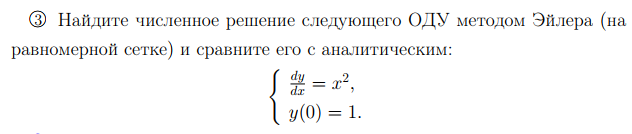 ③ Найдите численное решение следующего ОДУ методом Эйлера (на
равномерной сетке) и сравните его с аналитическим:
{ dy/dx = x²,
y(0) = 1.